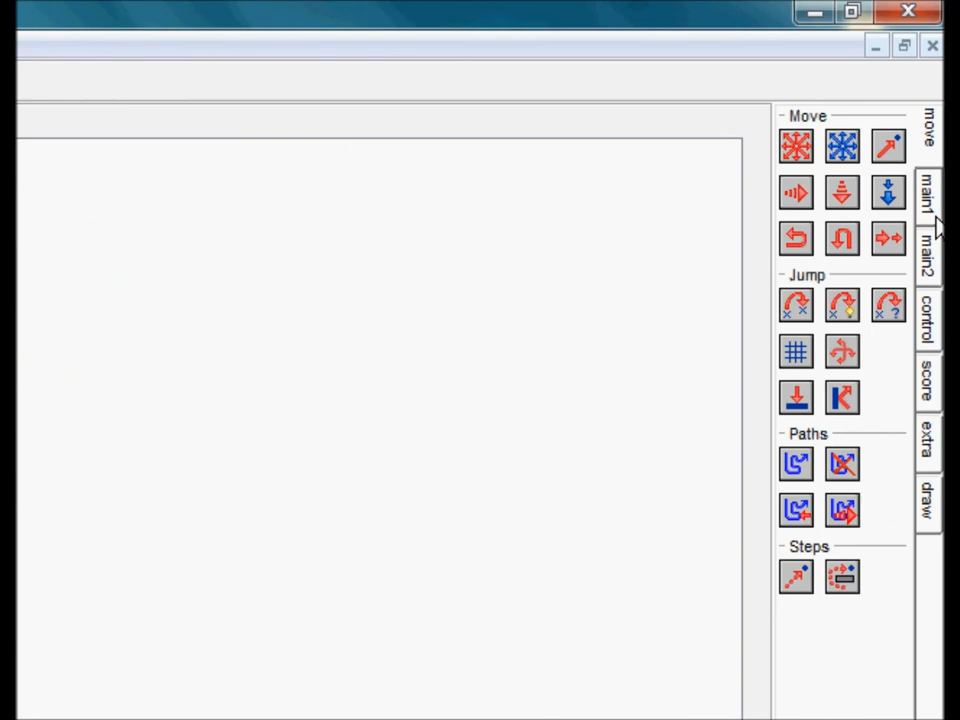 Move
Jump
Paths
Steps
move
main1
main2
control
score
extra
draw